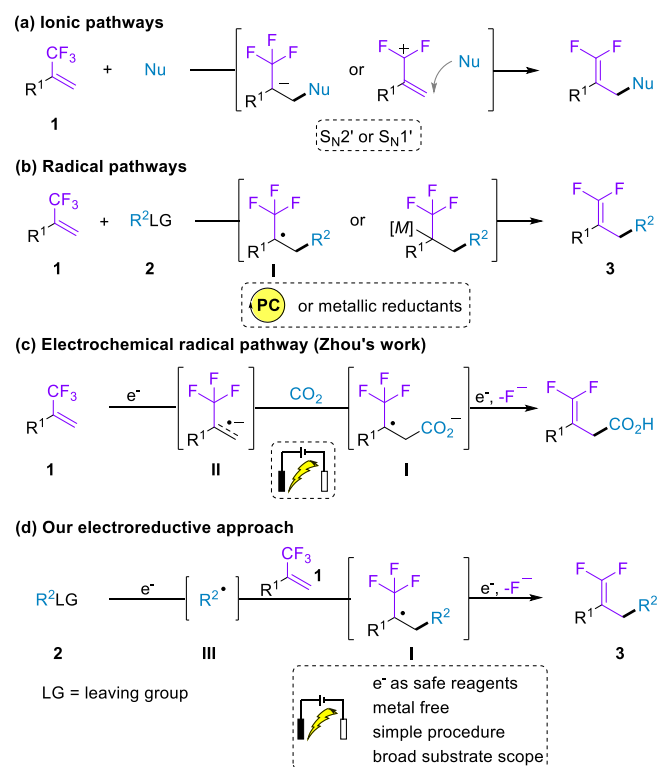 (a) Ionic pathways
CF3 F F F F F
R1 + Nu R1 − Nu or R1 + Nu R1 Nu
1 SN2' or SN1'
(b) Radical pathways
CF3 F F F F F F F F
R1 + R2LG R1 • R2 or [M] R1 R2 R1 R2
1 2 I 3
PC or metallic reductants
(c) Electrochemical radical pathway (Zhou's work)
CF3 e- F F F •− CO2 F F F • CO2− e-, -F− F F
R1 R1 R1 R1 CO2H
1 II I
(d) Our electroreductive approach
R2LG e- R2• CF3 R1 1 F F F R1 • R2 e-, -F− F F R1 R2
2 III I 3
LG = leaving group
e- as safe reagents
metal free
simple procedure
broad substrate scope